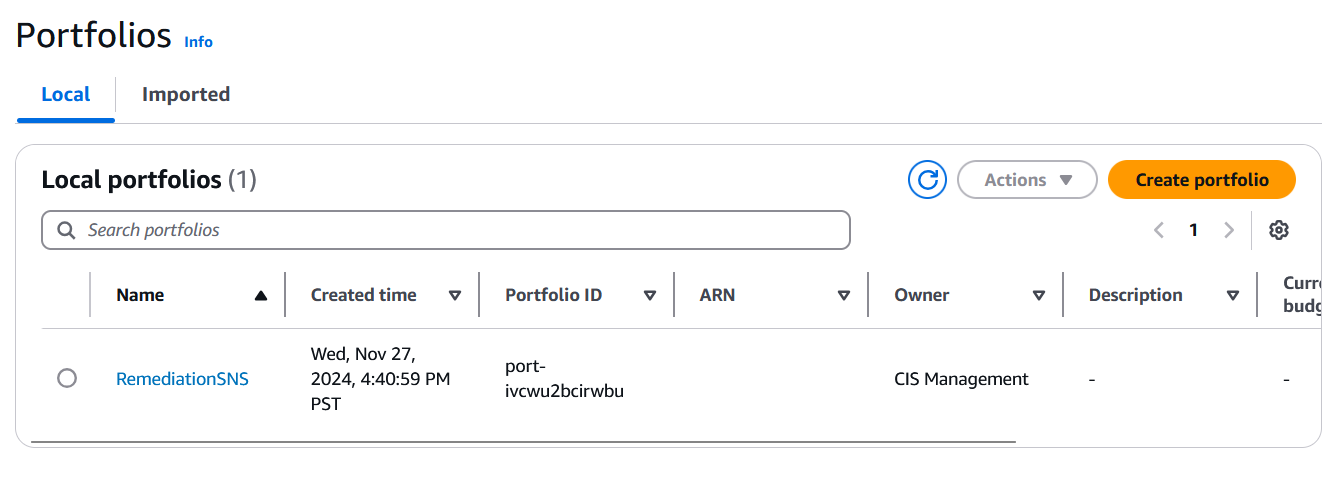 Portfolios Info
Local Imported
Local portfolios (1) Actions Create portfolio
Search portfolios 1
Name Created time Portfolio ID ARN Owner Description Curr
budg
RemediationSNS Wed, Nov 27, 2024, 4:40:59 PM PST port-ivcwu2bcirwbu CIS Management - -